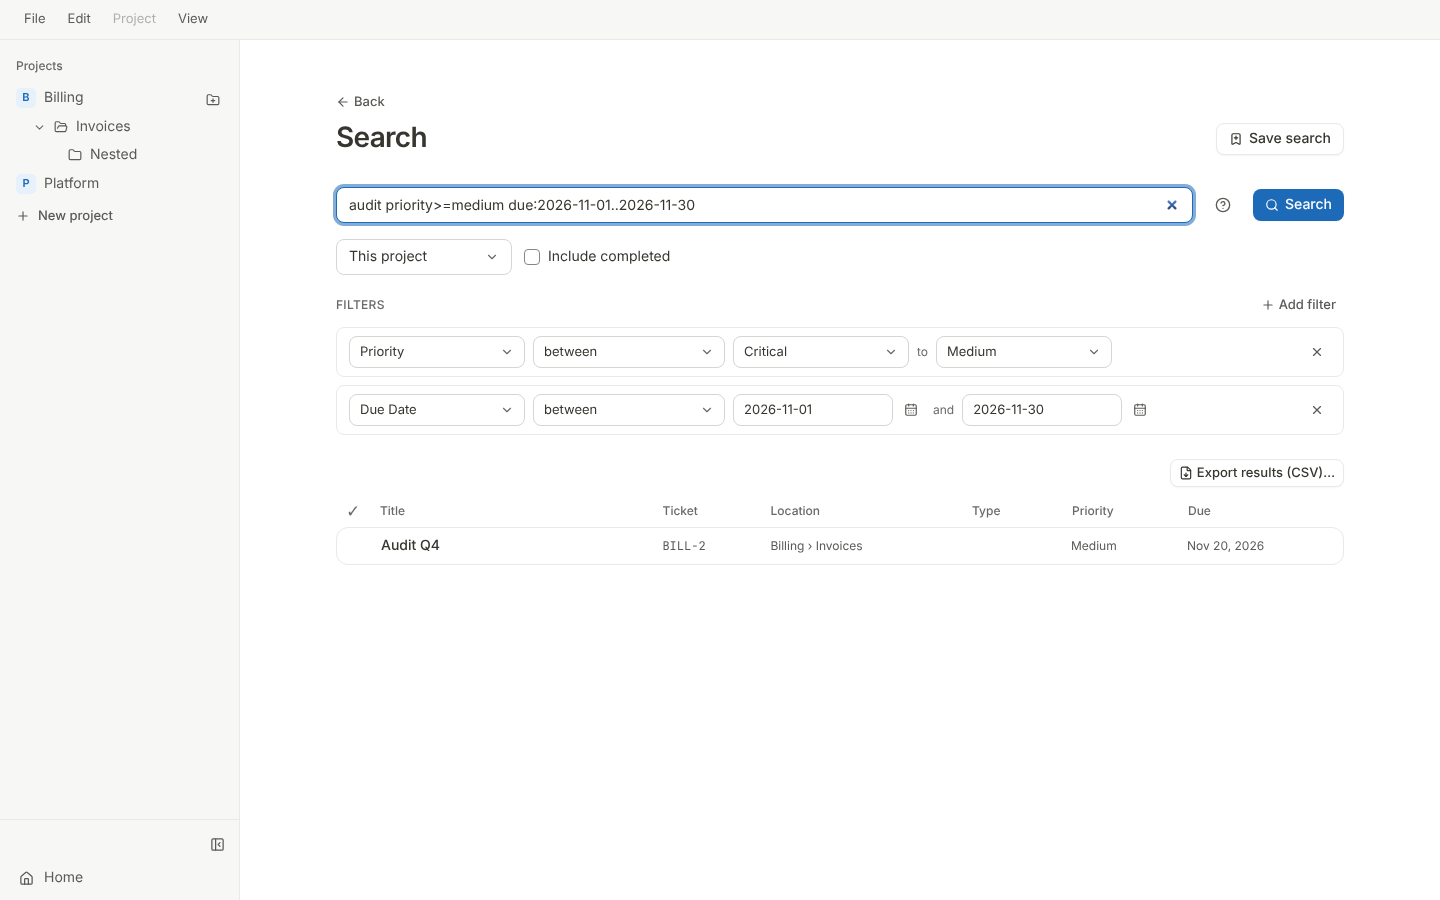 File Edit Project View
Projects
B Billing
Invoices
Nested
P Platform
New project
Home
Back
Search
Save search
audit priority>=medium due:2026-11-01..2026-11-30
Search
This project
Include completed
FILTERS
Add filter
Priority between Critical to Medium
Due Date between 2026-11-01 and 2026-11-30
Export results (CSV)...
✓ Title Ticket Location Type Priority Due
Audit Q4 BILL-2 Billing › Invoices Medium Nov 20, 2026